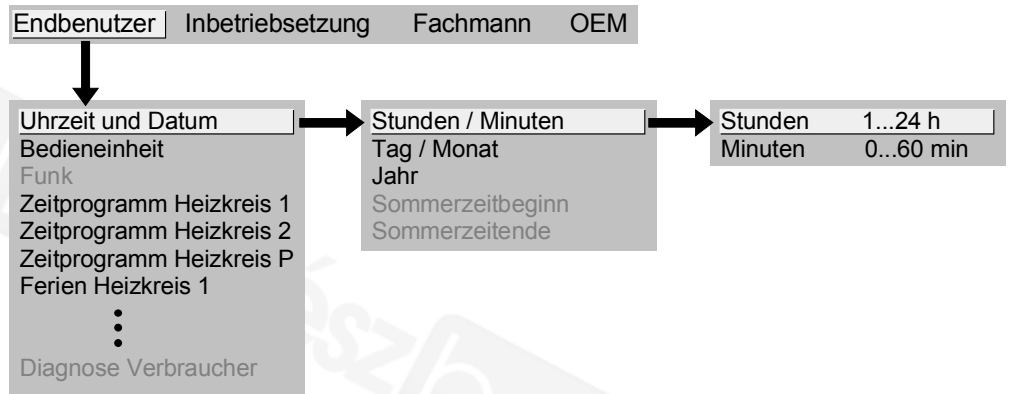 Endbenutzer Inbetriebsetzung Fachmann OEM
Uhrzeit und Datum
Bedieneinheit
Funk
Zeitprogramm Heizkreis 1
Zeitprogramm Heizkreis 2
Zeitprogramm Heizkreis P
Ferien Heizkreis 1
Diagnose Verbraucher
Stunden / Minuten
Tag / Monat
Jahr
Sommerzeitbeginn
Sommerzeitende
Stunden 1...24 h
Minuten 0...60 min